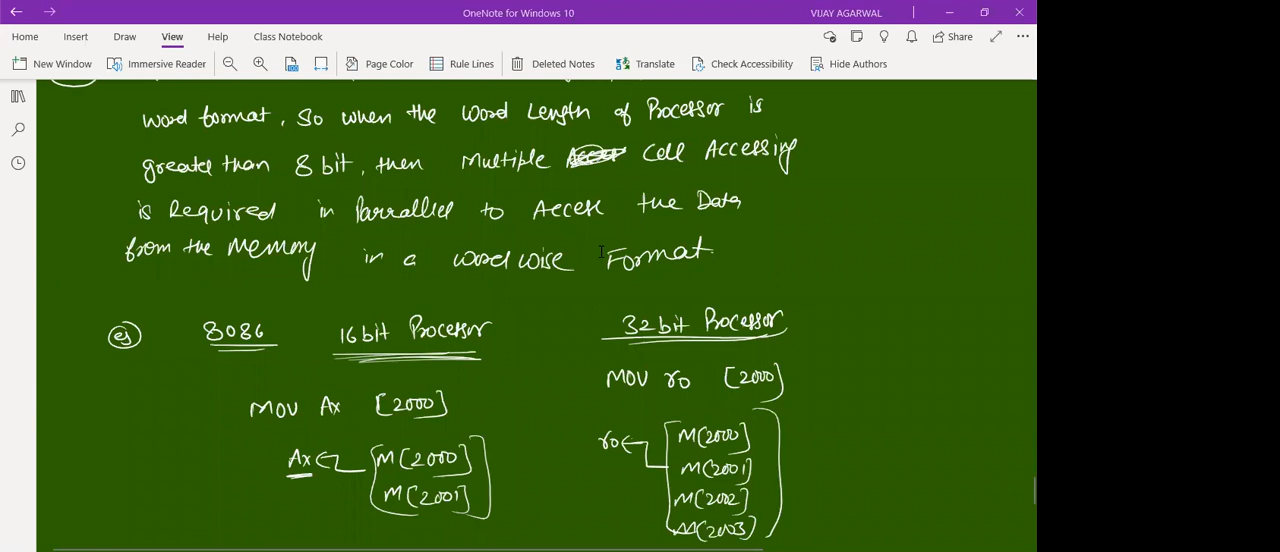 OneNote for Windows 10
VIJAY AGARWAL
Home Insert Draw View Help Class Notebook
Share
New Window Immersive Reader Page Color Rule Lines Deleted Notes Translate Check Accessibility Hide Authors
word format. So when the word Length of Processor is
greater than 8 bit, then Multiple Cell Accessing
is Required in Parrallel to Access the Data
from the Memory in a word wise Format.
eg 8086 16 bit Processor 32 bit Processor
MOV r0 [2000]
MOV Ax [2000]
r0 ← M[2000]
Ax ← M[2000]
M[2001]
M[2001]
M[2002]
M[2003]